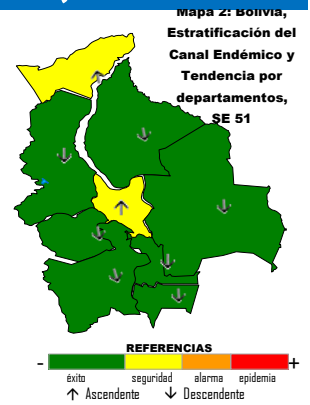 Mapa 2: Bolivia,
Estratificación del
Canal Endémico y
Tendencia por
departamentos,
SE 51
REFERENCIAS
- +
éxito seguridad alarma epidemia
↑ Ascendente ↓ Descendente